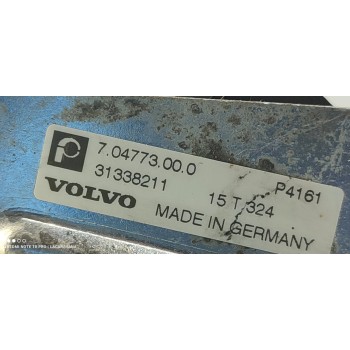 7.04773.00.0
31338211
VOLVO
P4161
15 T 324
MADE IN GERMANY